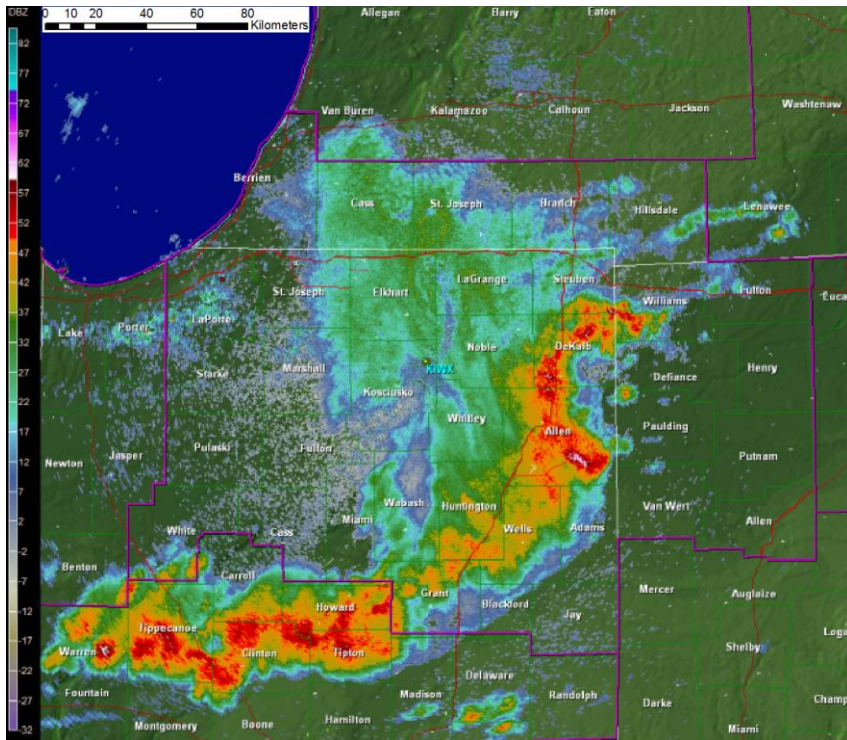 DBZ
0 10 20 40 60 80
Kilometers
82
77
72
67
62
57
52
47
42
37
32
27
22
17
12
7
2
-2
-7
-12
-17
-22
-27
-32
Allegan Barry Eaton
Van Buren Kalamazoo Calhoun Jackson Washtenaw
Berrien Cass St. Joseph Branch Hillsdale Lenawee
St. Joseph Elkhart LaGrange Steuben Williams Fulton
Lake Porter LaPorte Noble DeKalb
Starke Marshall KIWX Defiance Henry
Kosciusko Whitley Allen Paulding
Newton Jasper Pulaski Fulton Putnam
Miami Wabash Huntington Wells Adams Van Wert Allen
White Cass
Benton Carroll Howard Grant Blackford Jay Mercer Auglaize
Tippecanoe
Warren Clinton Tipton Shelby
Fountain Madison Delaware Randolph Darke
Montgomery Boone Hamilton Miami